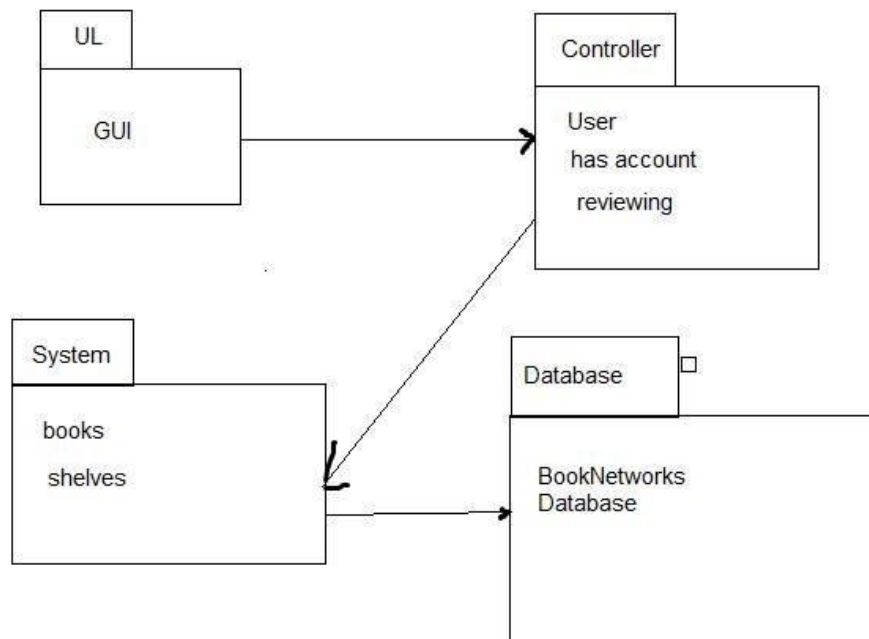 UL
GUI
Controller
User
has account
reviewing
System
books
shelves
Database
BookNetworks
Database